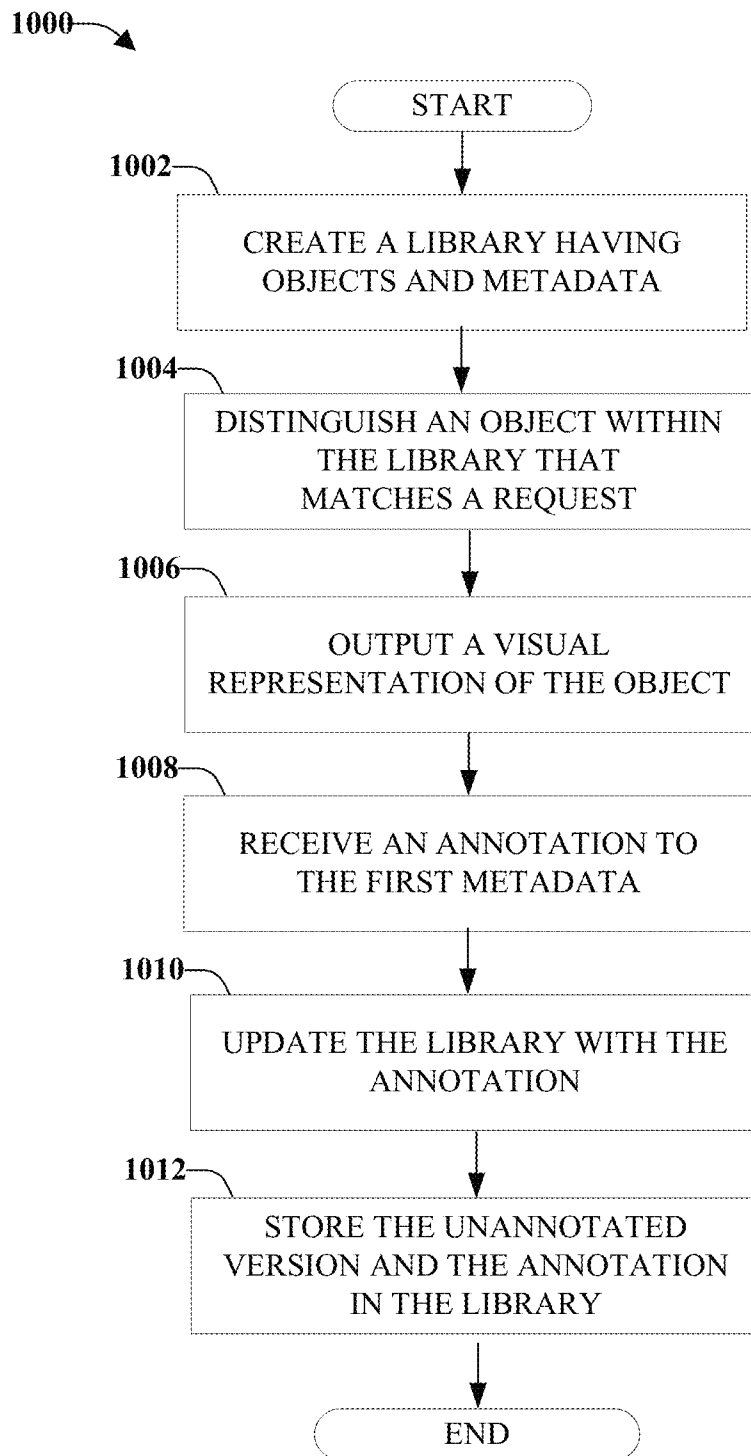 1000
START
1002
CREATE A LIBRARY HAVING
OBJECTS AND METADATA
1004
DISTINGUISH AN OBJECT WITHIN
THE LIBRARY THAT
MATCHES A REQUEST
1006
OUTPUT A VISUAL
REPRESENTATION OF THE OBJECT
1008
RECEIVE AN ANNOTATION TO
THE FIRST METADATA
1010
UPDATE THE LIBRARY WITH THE
ANNOTATION
1012
STORE THE UNANNOTATED
VERSION AND THE ANNOTATION
IN THE LIBRARY
END